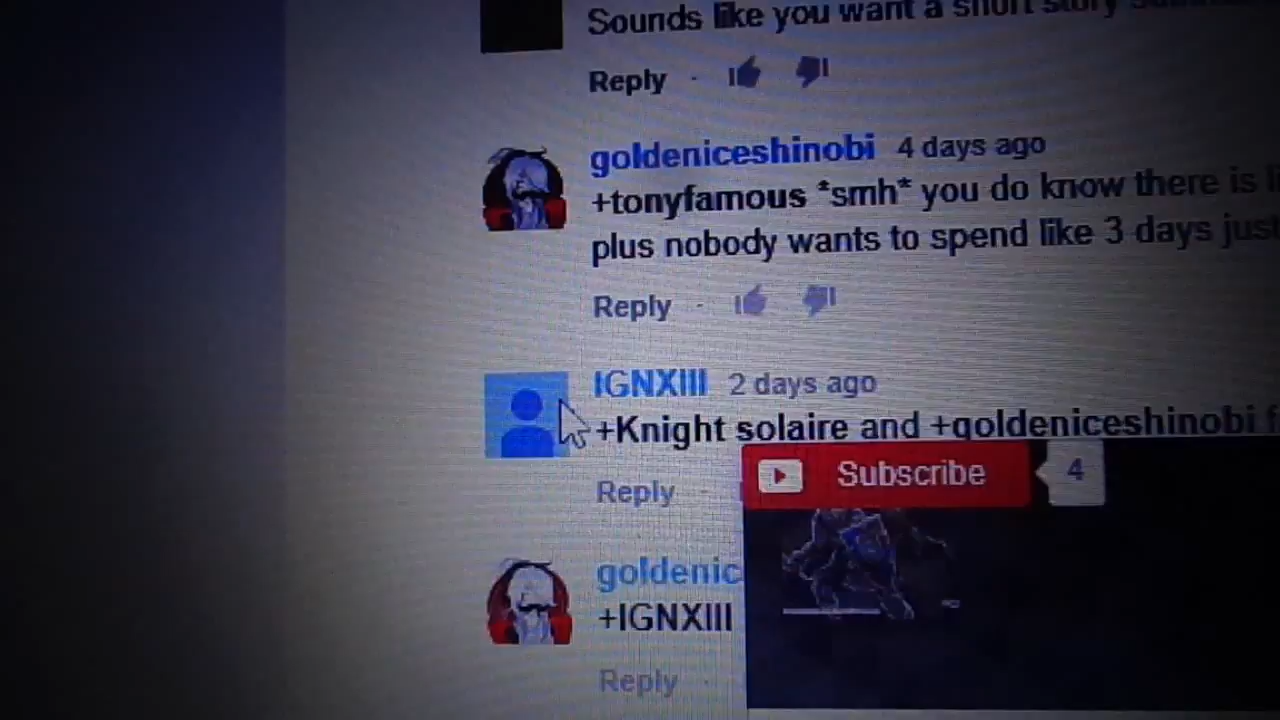 Sounds like you want a short story
Reply
goldeniceshinobi 4 days ago
+tonyfamous *smh* you do know there is
plus nobody wants to spend like 3 days just
Reply
IGNXIII 2 days ago
+Knight solaire and +goldeniceshinobi
Subscribe 4
Reply
goldenic
+IGNXIII
Reply